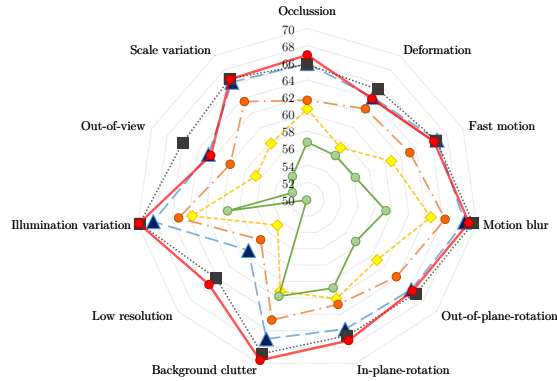 Occlussion
70
68
Scale variation
Deformation
66
64
62
60
Out-of-view
Fast motion
58
56
54
52
50
Illumination variation
Motion blur
Low resolution
Out-of-plane-rotation
Background clutter
In-plane-rotation